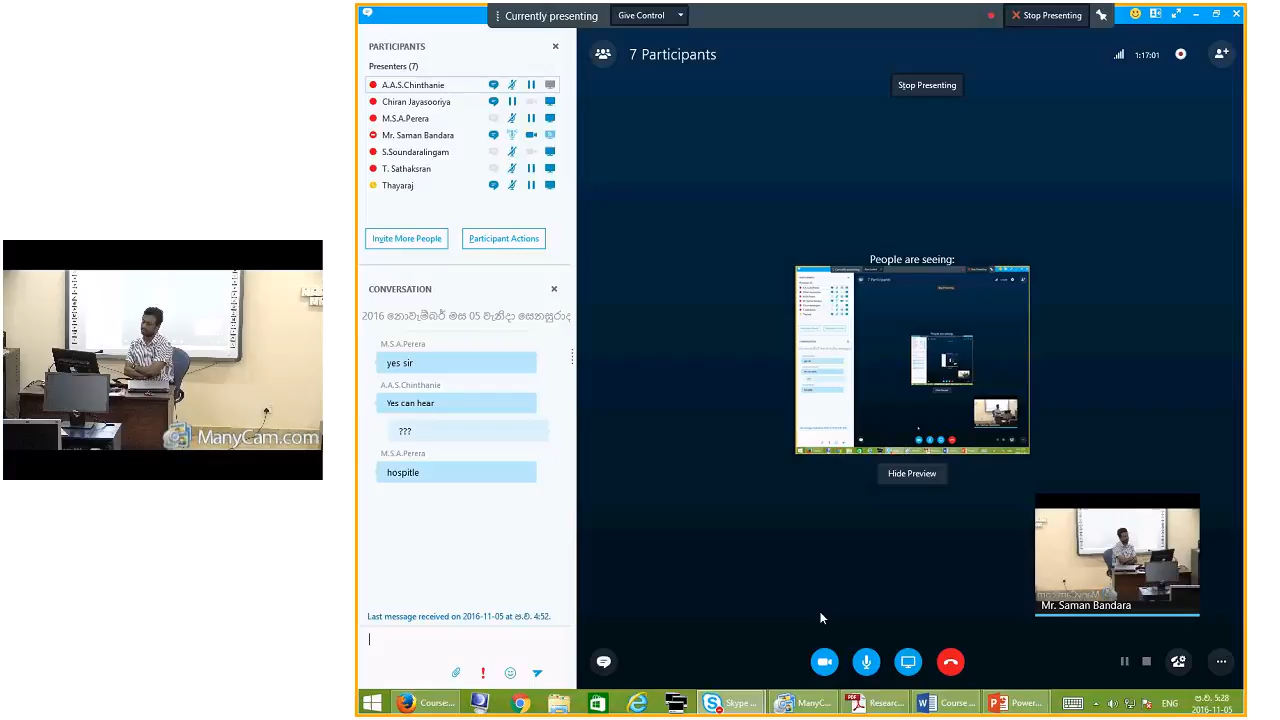 Currently presenting
Give Control
Stop Presenting
PARTICIPANTS
Presenters (7)
A.A.S.Chinthanie
Chiran Jayasooriya
M.S.A.Perera
Mr. Saman Bandara
S.Soundaralingam
T. Sathaksran
Thayaraj
Invite More People
Participant Actions
CONVERSATION
2016 නොවැම්බර් මස 05 වැනිදා සෙනසුරාද
M.S.A.Perera
yes sir
A.A.S.Chinthanie
Yes can hear
???
M.S.A.Perera
hospitle
Last message received on 2016-11-05 at ප.ව. 4:52.
7 Participants
1:17:01
Stop Presenting
People are seeing:
Hide Preview
Mr. Saman Bandara
ManyCam.com
Course...
Skype ...
ManyC...
Researc...
Course ...
Power...
ENG
ප.ව. 5:28
2016-11-05